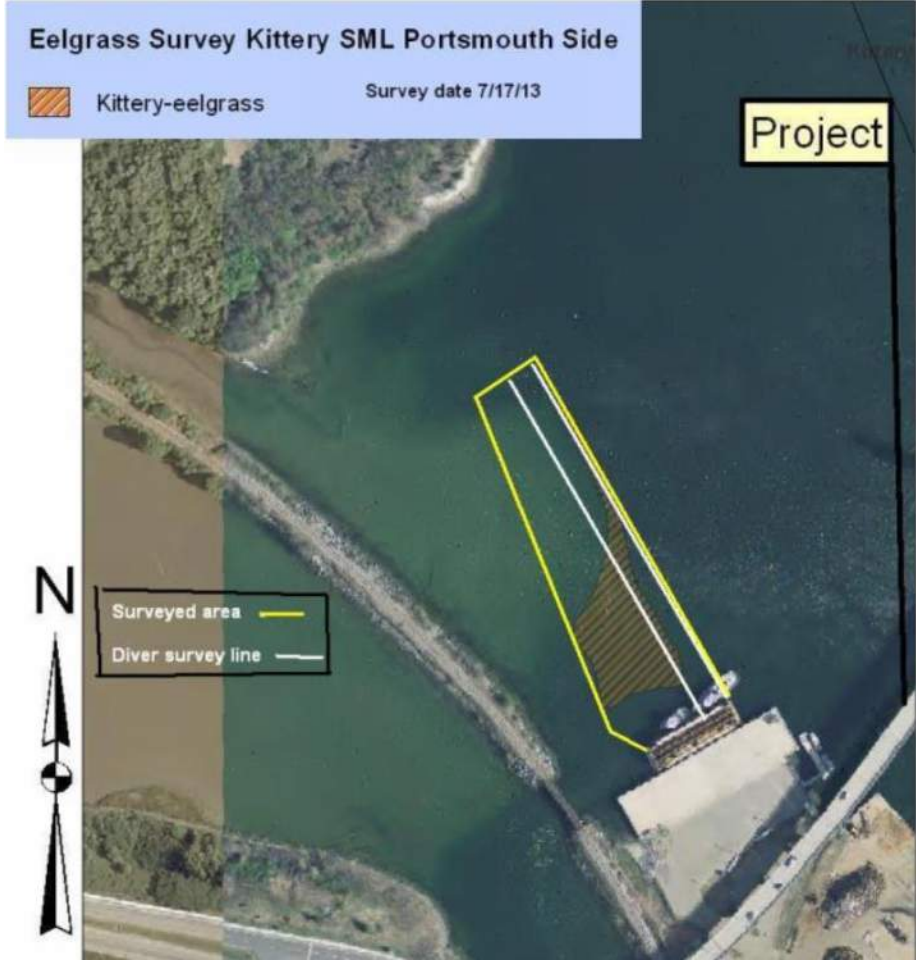 Eelgrass Survey Kittery SML Portsmouth Side
Kittery-eelgrass
Survey date 7/17/13
Project
N
Surveyed area
Diver survey line